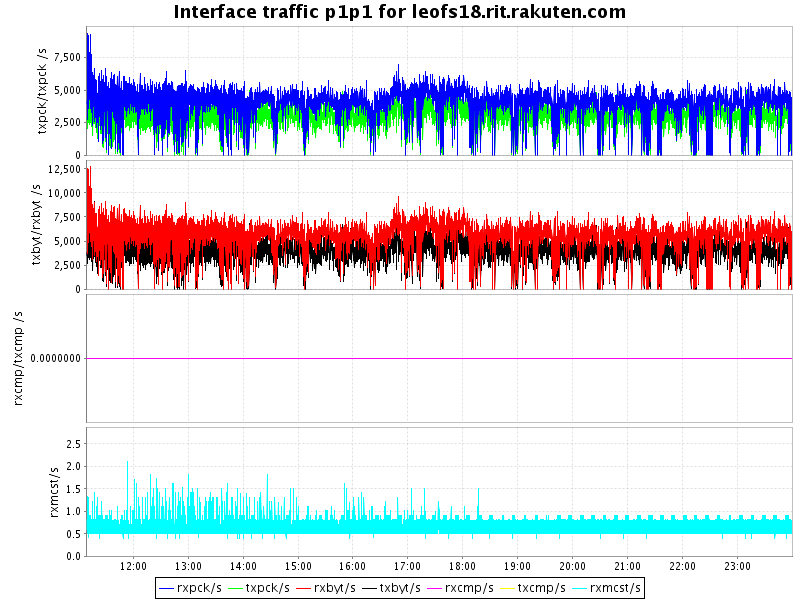 Interface traffic p1p1 for leofs18.rit.rakuten.com
txpck/txpck /s
7,500
5,000
2,500
0
txbyt/rxbyt /s
12,500
10,000
7,500
5,000
2,500
0
rxcmp/txcmp /s
0.0000000
rxmcst/s
2.5
2.0
1.5
1.0
0.5
0.0
12:00 13:00 14:00 15:00 16:00 17:00 18:00 19:00 20:00 21:00 22:00 23:00
rxpck/s txpck/s rxbyt/s txbyt/s rxcmp/s txcmp/s rxmcst/s